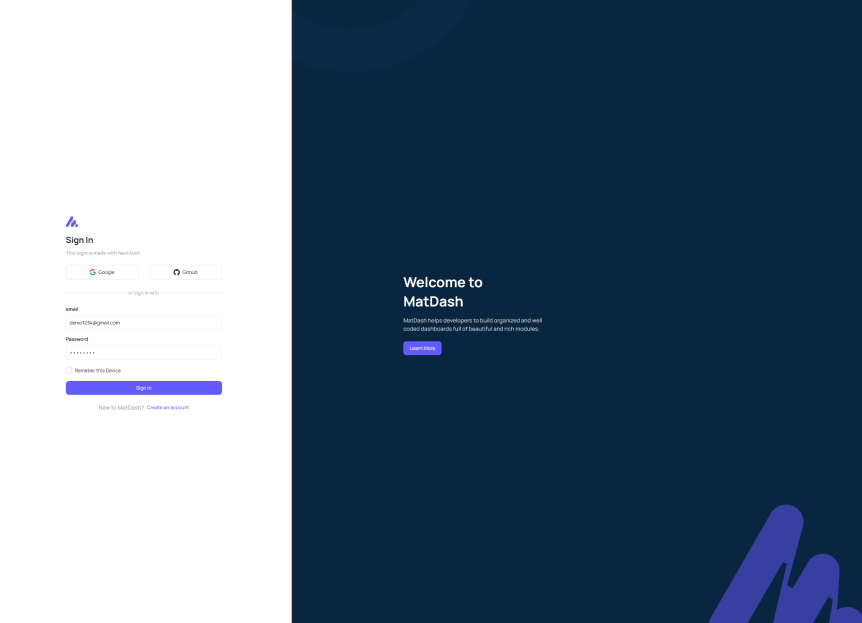 Sign In
This login is made with NextAuth
Google
Github
or sign in with
email
demo1234@gmail.com
Password
Remeber this Device
Sign in
New to MatDash? Create an account
Welcome to
MatDash
MatDash helps developers to build organized and well
coded dashboards full of beautiful and rich modules.
Learn More